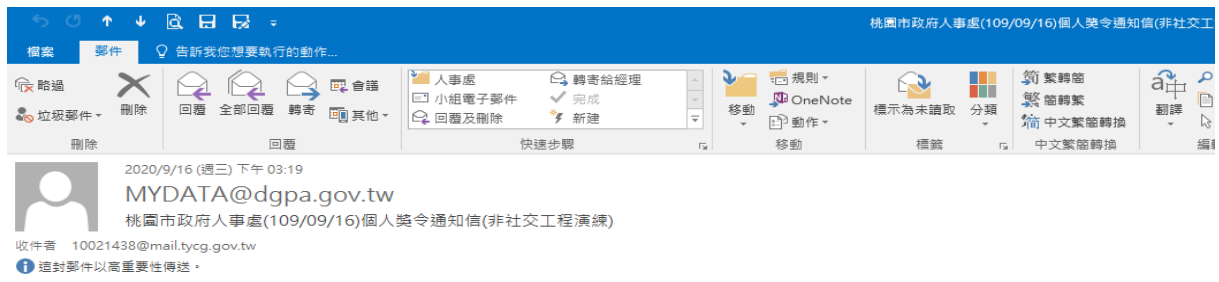 桃園市政府人事處(109/09/16)個人獎令通知信(非社交工
檔案 郵件 告訴我您想要執行的動作...
略過 垃圾郵件 刪除 回覆 全部回覆 轉寄 會議 其他
人事處 小組電子郵件 回覆及刪除 轉寄給經理 完成 新建
移動 規則 OneNote 動作 標示為未讀取 分類 繁轉簡 簡轉繁 中文繁簡轉換 翻譯
刪除 回覆 快速步驟 移動 標籤 中文繁簡轉換 編輯
2020/9/16 (週三) 下午 03:19
MYDATA@dgpa.gov.tw
桃園市政府人事處(109/09/16)個人獎令通知信(非社交工程演練)
收件者 10021438@mail.tycg.gov.tw
這封郵件以高重要性傳送。